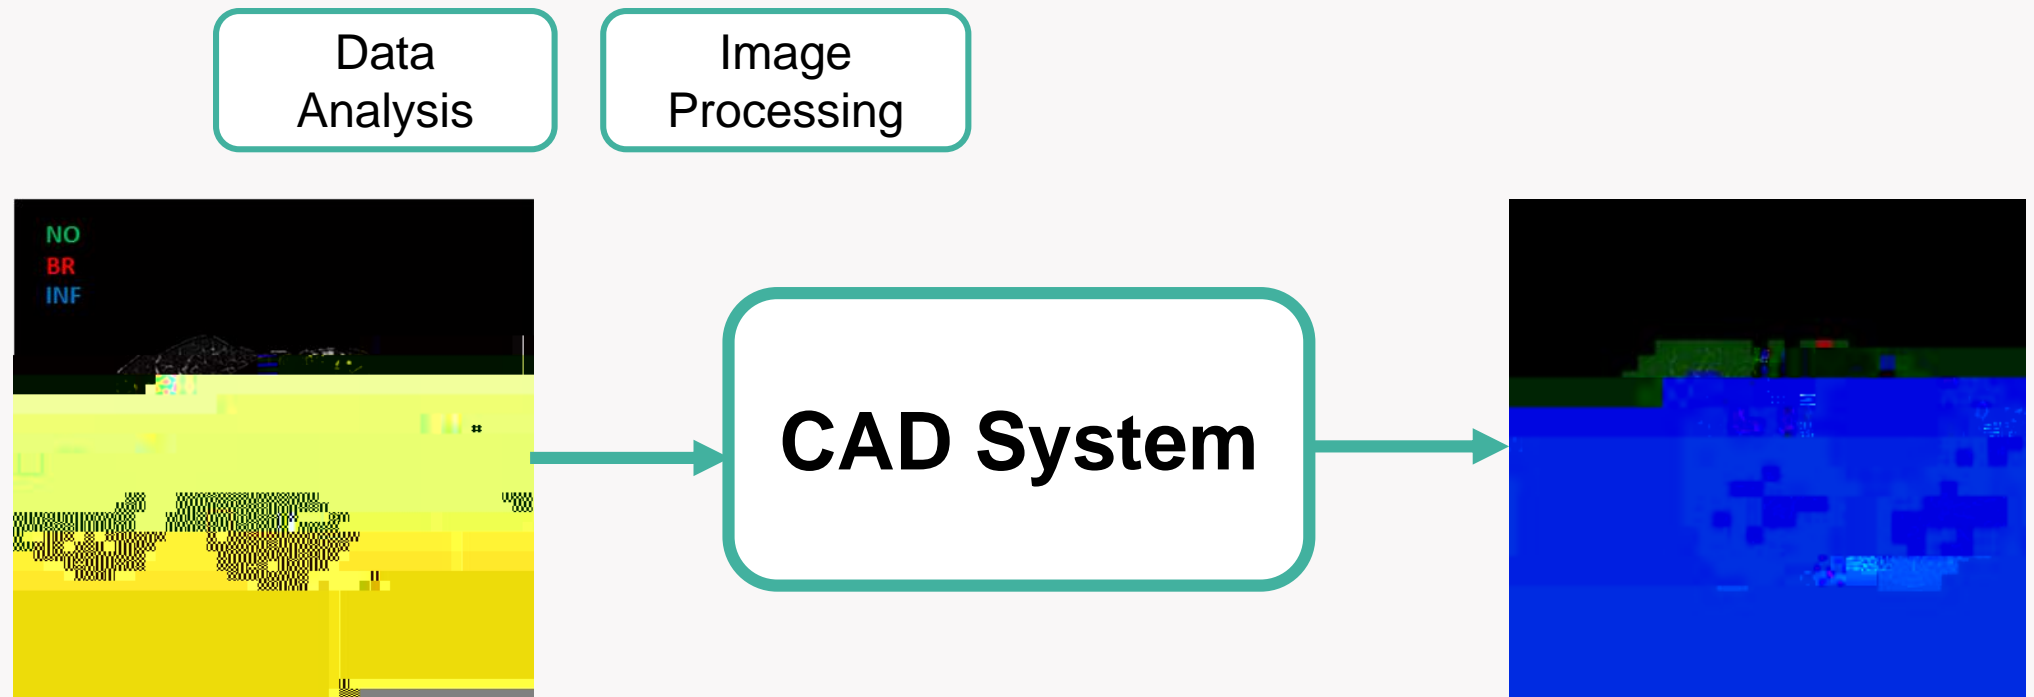 Data
Analysis
Image
Processing
NO
BR
INF
CAD System